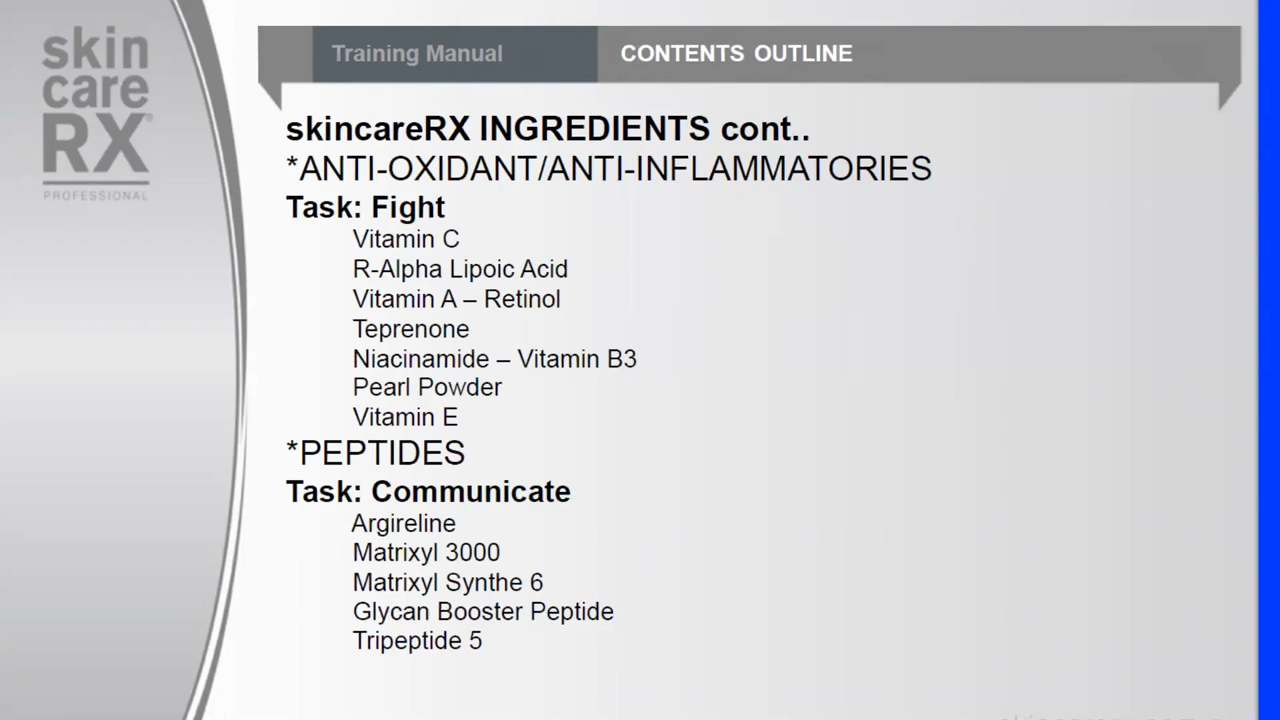 skin
care
RX®
PROFESSIONAL
Training Manual
CONTENTS OUTLINE
skincareRX INGREDIENTS cont..
*ANTI-OXIDANT/ANTI-INFLAMMATORIES
Task: Fight
Vitamin C
R-Alpha Lipoic Acid
Vitamin A – Retinol
Teprenone
Niacinamide – Vitamin B3
Pearl Powder
Vitamin E
*PEPTIDES
Task: Communicate
Argireline
Matrixyl 3000
Matrixyl Synthe 6
Glycan Booster Peptide
Tripeptide 5